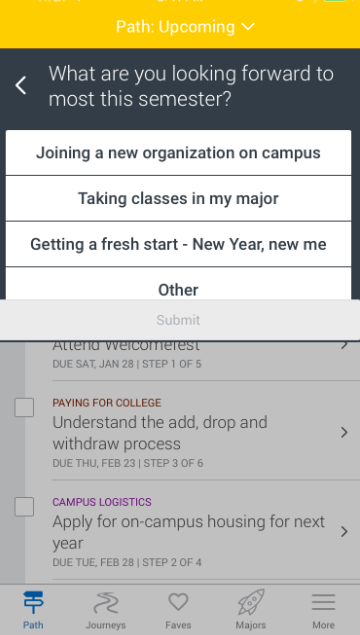 Path: Upcoming
What are you looking forward to
most this semester?
Joining a new organization on campus
Taking classes in my major
Getting a fresh start - New Year, new me
Other
Submit
Attend Welcomefest
DUE SAT, JAN 28 | STEP 1 OF 5
PAYING FOR COLLEGE
Understand the add, drop and
withdraw process
DUE THU, FEB 23 | STEP 3 OF 6
CAMPUS LOGISTICS
Apply for on-campus housing for next
year
DUE TUE, FEB 28 | STEP 2 OF 4
Path
Journeys
Faves
Majors
More